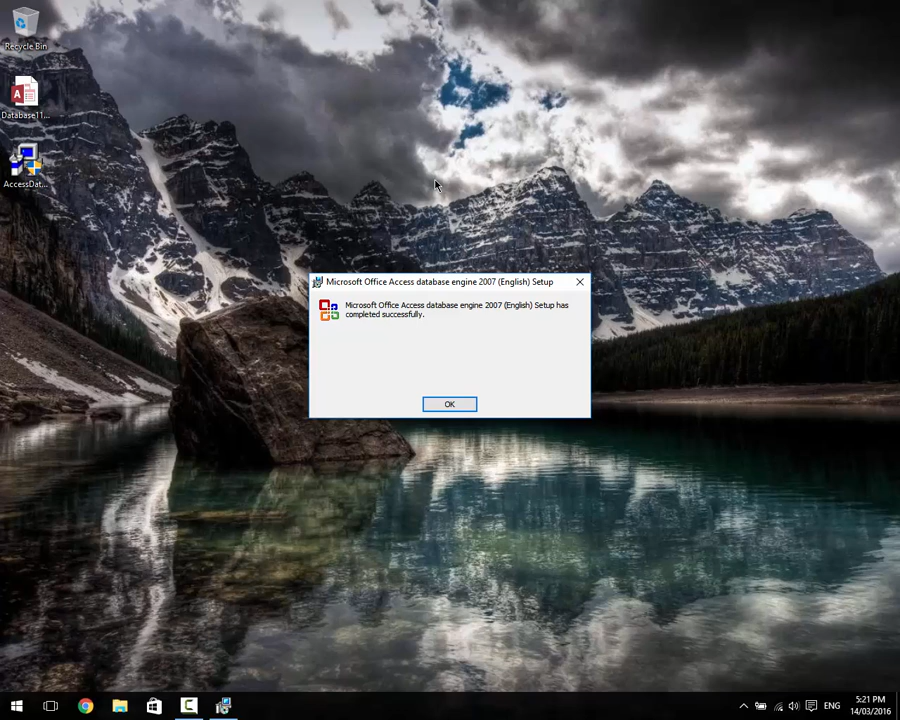 Recycle Bin
Database11...
AccessDat...
Microsoft Office Access database engine 2007 (English) Setup
Microsoft Office Access database engine 2007 (English) Setup has
completed successfully.
OK
ENG
5:21 PM
14/03/2016